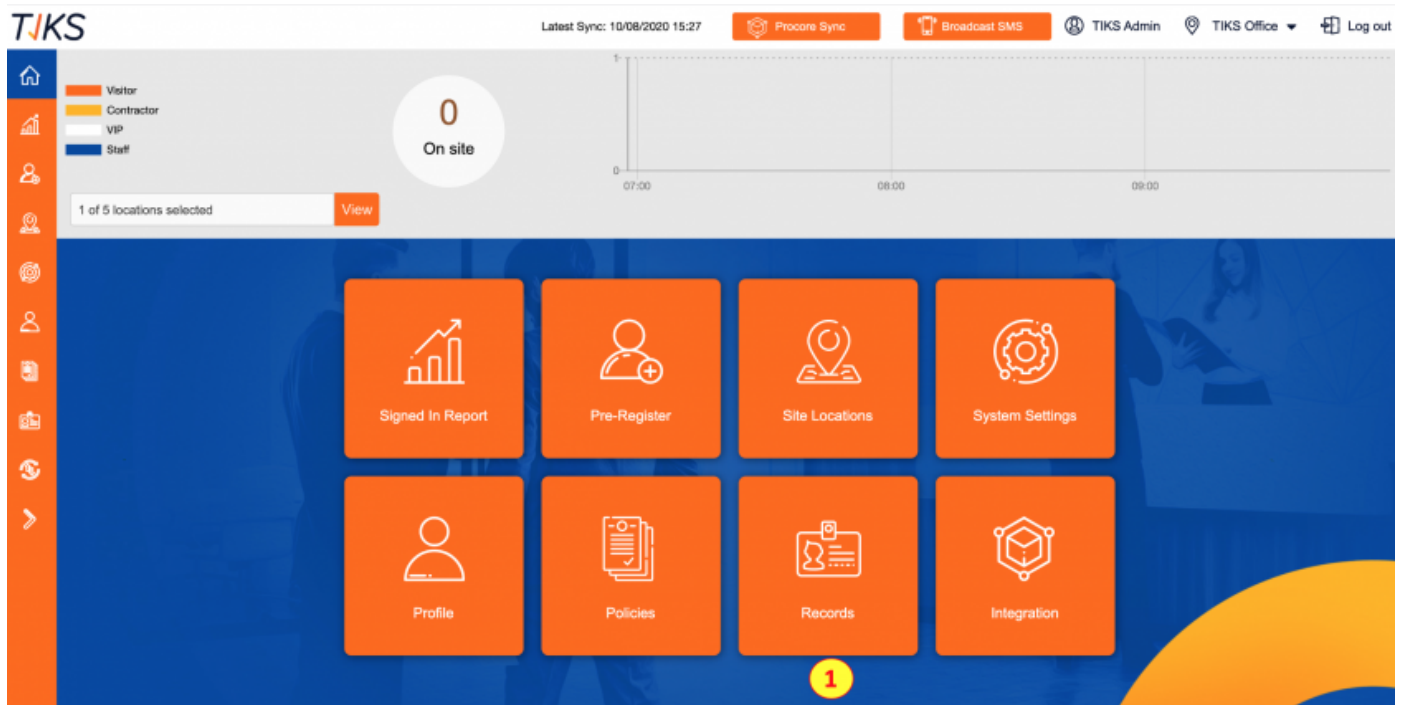 TIKS
Latest Sync: 10/08/2020 15:27
Procore Sync
Broadcast SMS
TIKS Admin
TIKS Office
Log out
Visitor
Contractor
VIP
Staff
0
On site
1
0
07:00
08:00
09:00
1 of 5 locations selected
View
Signed In Report
Pre-Register
Site Locations
System Settings
Profile
Policies
Records
Integration
1